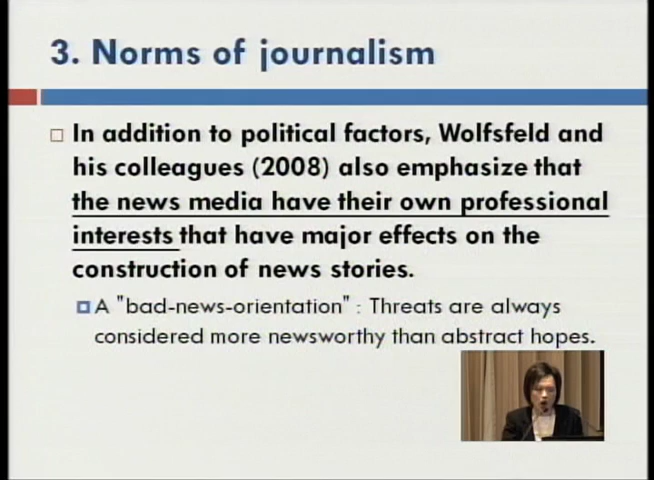 3. Norms of journalism
In addition to political factors, Wolfsfeld and
his colleagues (2008) also emphasize that
the news media have their own professional
interests that have major effects on the
construction of news stories.
A "bad-news-orientation" : Threats are always
considered more newsworthy than abstract hopes.